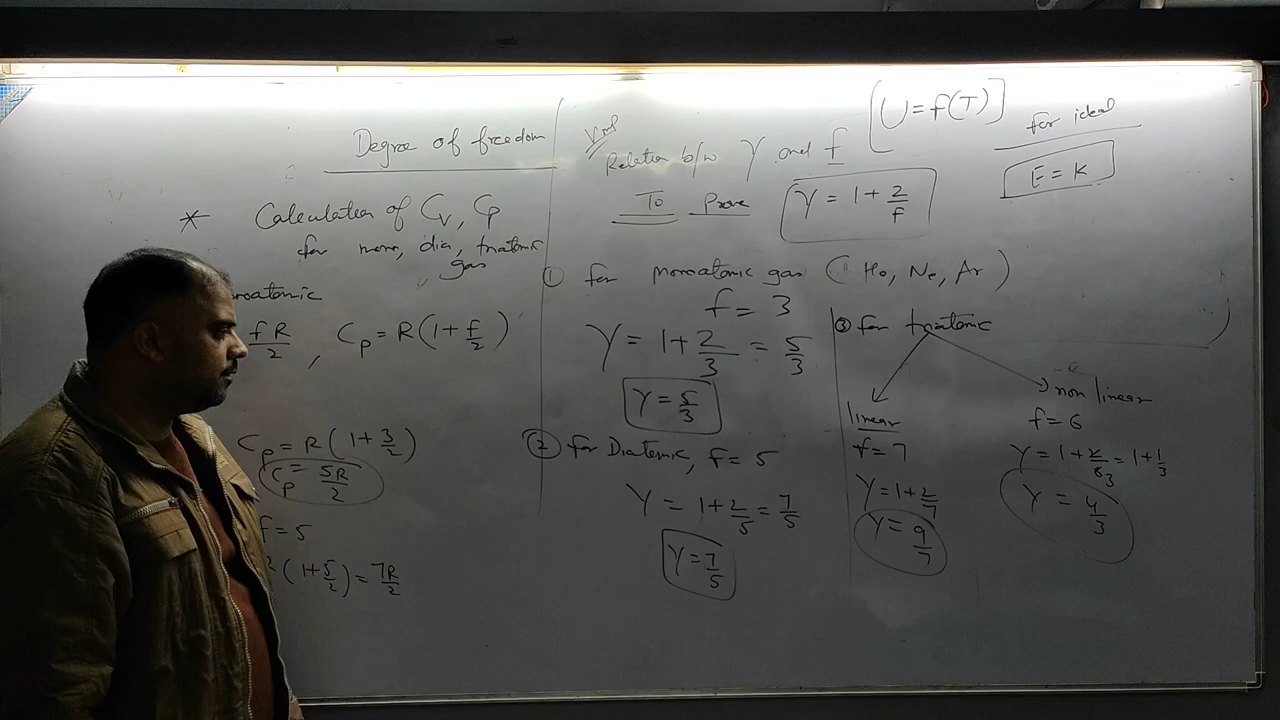 Degree of freedom
* Calculation of Cv, Cp
for mono, dia, triatomic
gas
noatomic
fR/2 , Cp = R(1 + f/2)
Cp = R(1 + 3/2)
Cp = 5R/2
f = 5
(1 + 5/2) = 7R/2
Relation b/w γ and f
[U = f(T)]
for ideal
E = K
To Prove γ = 1 + 2/f
① for monoatomic gas (He, Ne, Ar)
f = 3
γ = 1 + 2/3 = 5/3
γ = 5/3
② for Diatomic, f = 5
γ = 1 + 2/5 = 7/5
γ = 7/5
③ for triatomic
linear
f = 7
γ = 1 + 2/7
γ = 9/7
non linear
f = 6
γ = 1 + 2/6 3 = 1 + 1/3
γ = 4/3